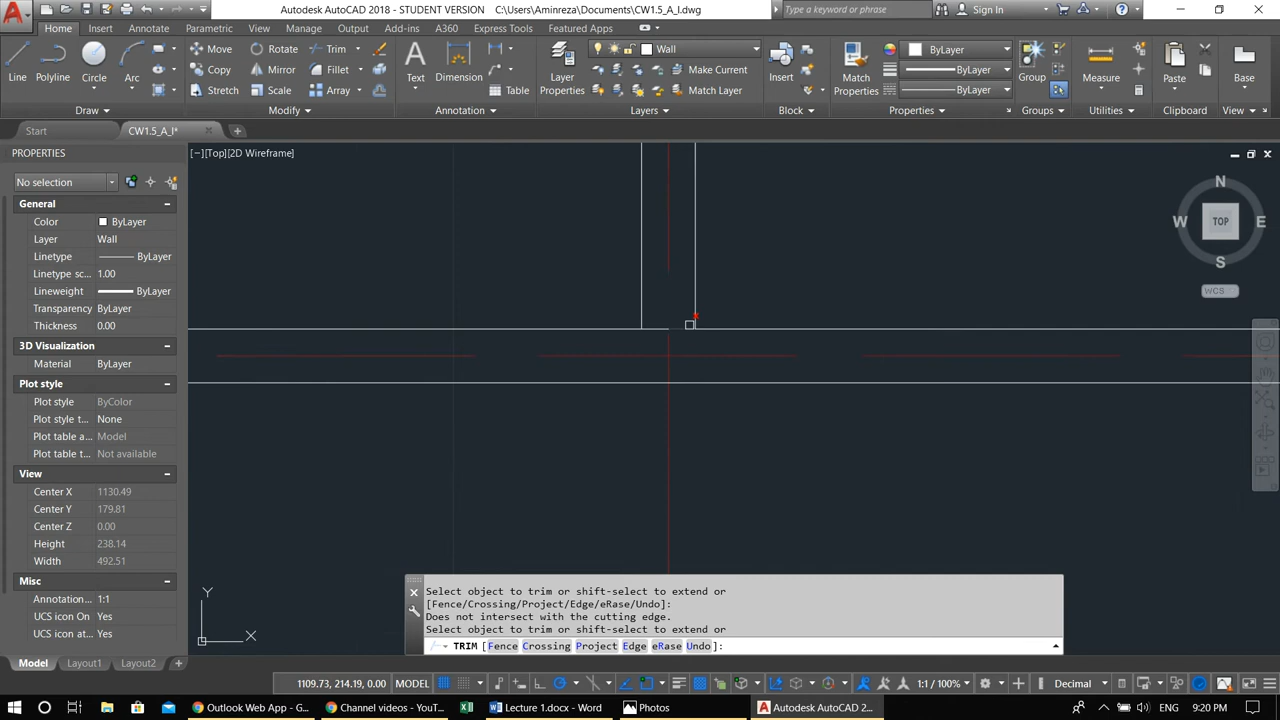 Autodesk AutoCAD 2018 - STUDENT VERSION C:\Users\Aminreza\Documents\CW1.5_A_I.dwg Type a keyword or phrase Sign In
Home Insert Annotate Parametric View Manage Output Add-ins A360 Express Tools Featured Apps
Line Polyline Circle Arc
Move Rotate Trim
Copy Mirror Fillet
Stretch Scale Array
Text Dimension Table
Layer Properties
Wall
Make Current
Match Layer
Insert
Match Properties
ByLayer
ByLayer
ByLayer
Group Measure Paste Base
Draw Modify Annotation Layers Block Properties Groups Utilities Clipboard View
Start CW1.5_A_I*
PROPERTIES
No selection
General
Color ByLayer
Layer Wall
Linetype ByLayer
Linetype sc... 1.00
Lineweight ByLayer
Transparency ByLayer
Thickness 0.00
3D Visualization
Material ByLayer
Plot style
Plot style ByColor
Plot style t... None
Plot table a... Model
Plot table t... Not available
View
Center X 1130.49
Center Y 179.81
Center Z 0.00
Height 238.14
Width 492.51
Misc
Annotation... 1:1
UCS icon On Yes
UCS icon at... Yes
[−][Top][2D Wireframe]
N
W TOP E
S
WCS
Y
X
Select object to trim or shift-select to extend or
[Fence/Crossing/Project/Edge/eRase/Undo]:
Does not intersect with the cutting edge.
Select object to trim or shift-select to extend or
TRIM [Fence Crossing Project Edge eRase Undo]:
Model Layout1 Layout2
1109.73, 214.19, 0.00 MODEL 1:1 / 100% Decimal
Outlook Web App - G... Channel videos - YouT... Lecture 1.docx - Word Photos Autodesk AutoCAD 2... ENG 9:20 PM